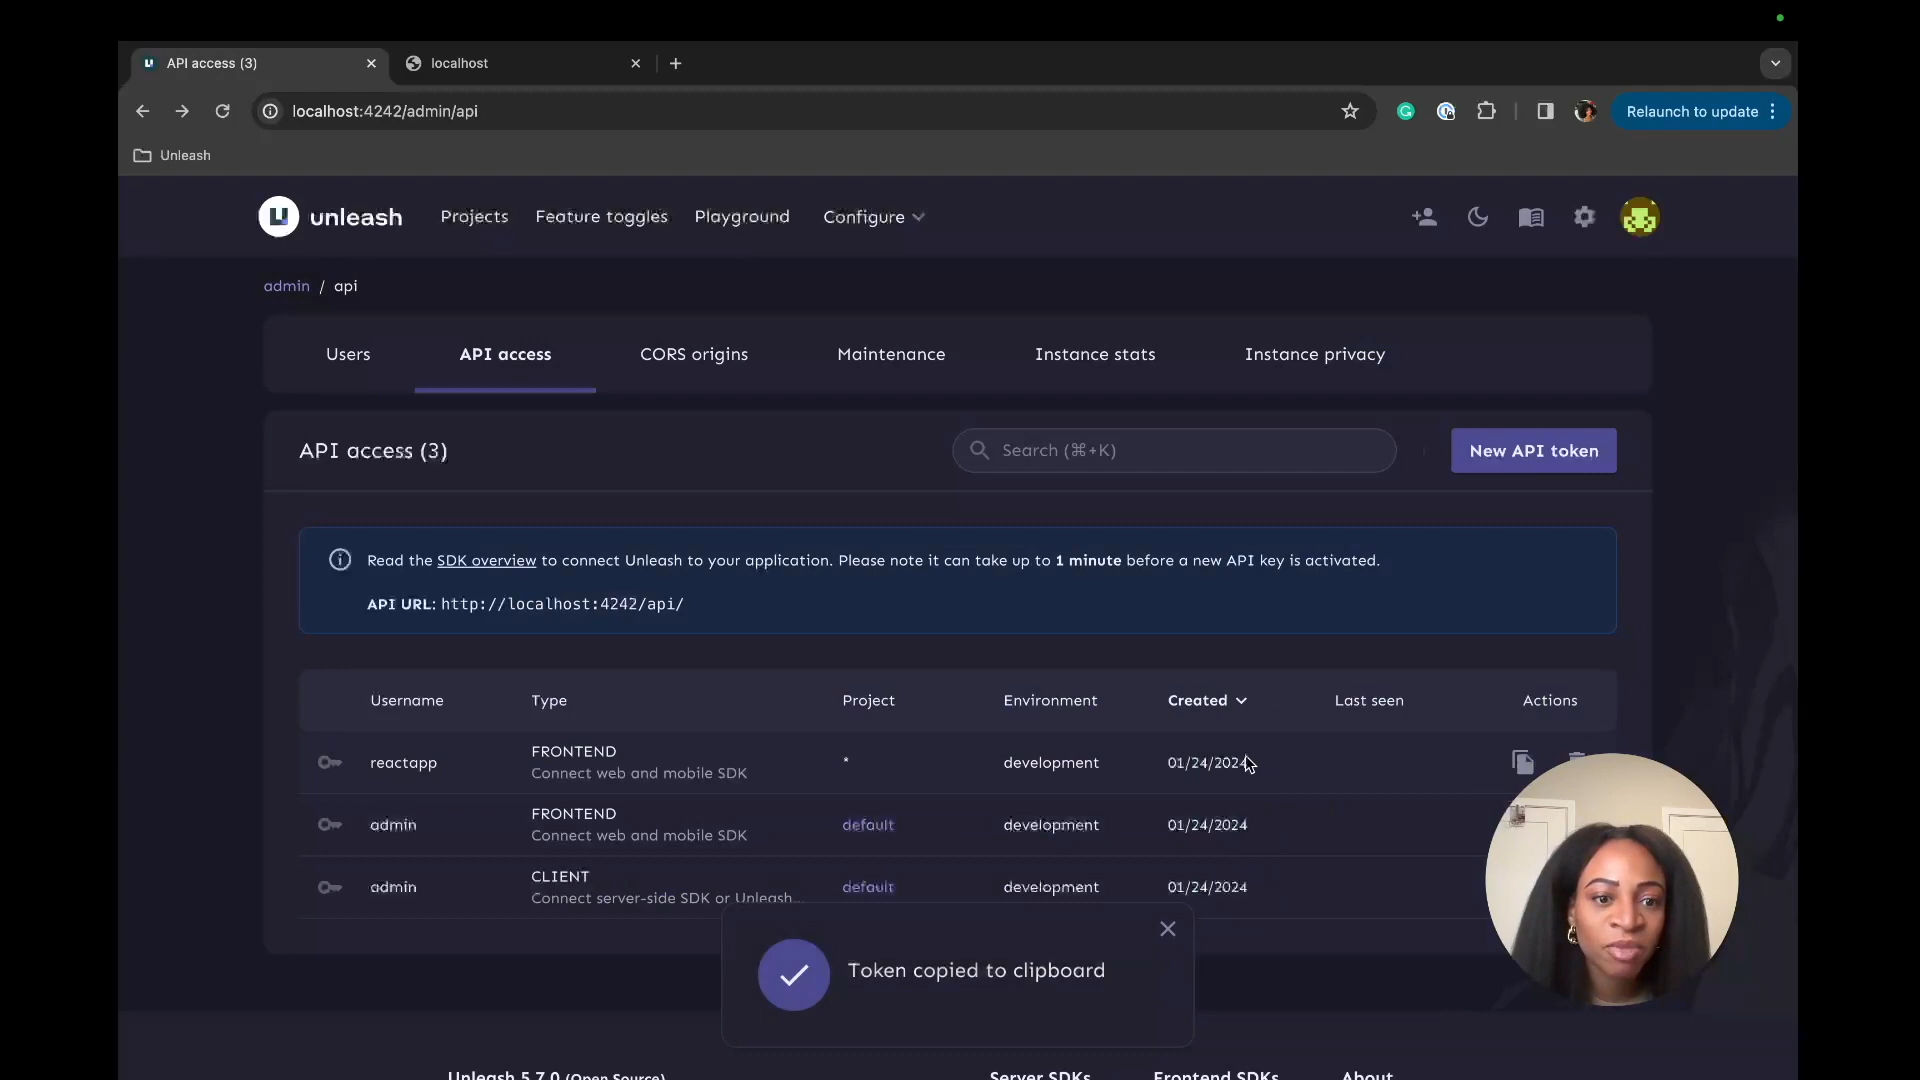 API access (3)
localhost
localhost:4242/admin/api
Relaunch to update
Unleash
unleash
Projects
Feature toggles
Playground
Configure
admin / api
Users
API access
CORS origins
Maintenance
Instance stats
Instance privacy
API access (3)
Search (⌘+K)
New API token
Read the SDK overview to connect Unleash to your application. Please note it can take up to 1 minute before a new API key is activated.
API URL: http://localhost:4242/api/
Username Type Project Environment Created Last seen Actions
reactapp FRONTEND * development 01/24/2024
Connect web and mobile SDK
admin FRONTEND default development 01/24/2024
Connect web and mobile SDK
admin CLIENT default development 01/24/2024
Connect server-side SDK or Unleash...
Token copied to clipboard
Unleash 5.7.0 (Open Source)
Server SDKs
Frontend SDKs
About